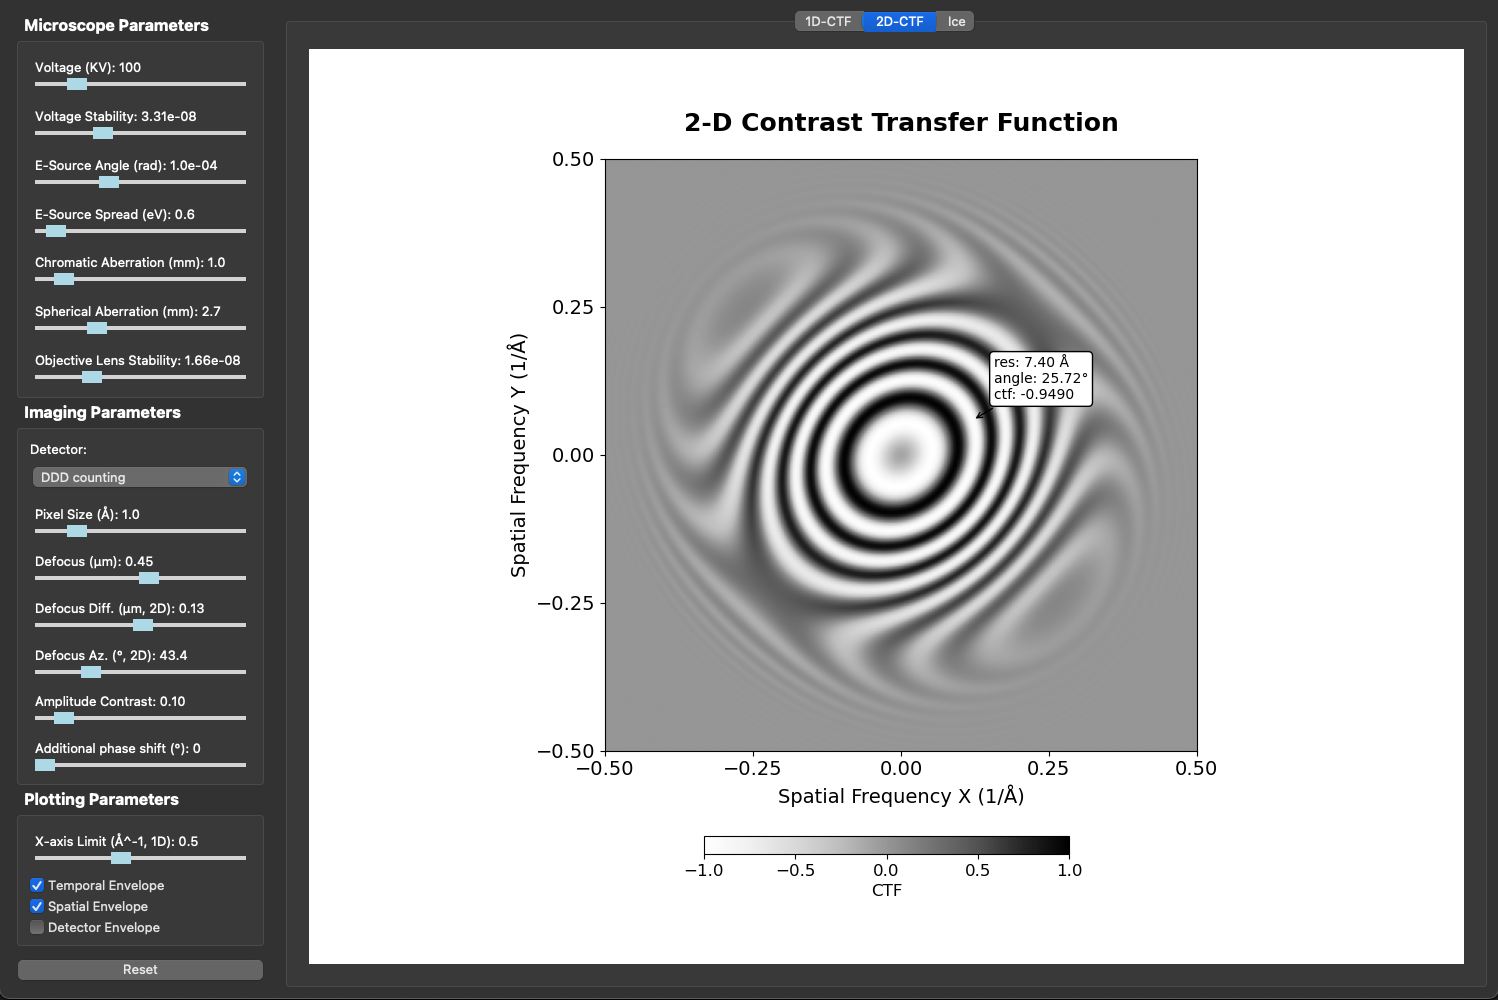 Microscope Parameters
Voltage (KV): 100
Voltage Stability: 3.31e-08
E-Source Angle (rad): 1.0e-04
E-Source Spread (eV): 0.6
Chromatic Aberration (mm): 1.0
Spherical Aberration (mm): 2.7
Objective Lens Stability: 1.66e-08
Imaging Parameters
Detector:
DDD counting
Pixel Size (Å): 1.0
Defocus (µm): 0.45
Defocus Diff. (µm, 2D): 0.13
Defocus Az. (°, 2D): 43.4
Amplitude Contrast: 0.10
Additional phase shift (°): 0
Plotting Parameters
X-axis Limit (Å^-1, 1D): 0.5
Temporal Envelope
Spatial Envelope
Detector Envelope
Reset
1D-CTF 2D-CTF Ice
2-D Contrast Transfer Function
Spatial Frequency Y (1/Å)
0.50
0.25
0.00
−0.25
−0.50
res: 7.40 Å
angle: 25.72°
ctf: -0.9490
−0.50 −0.25 0.00 0.25 0.50
Spatial Frequency X (1/Å)
−1.0 −0.5 0.0 0.5 1.0
CTF